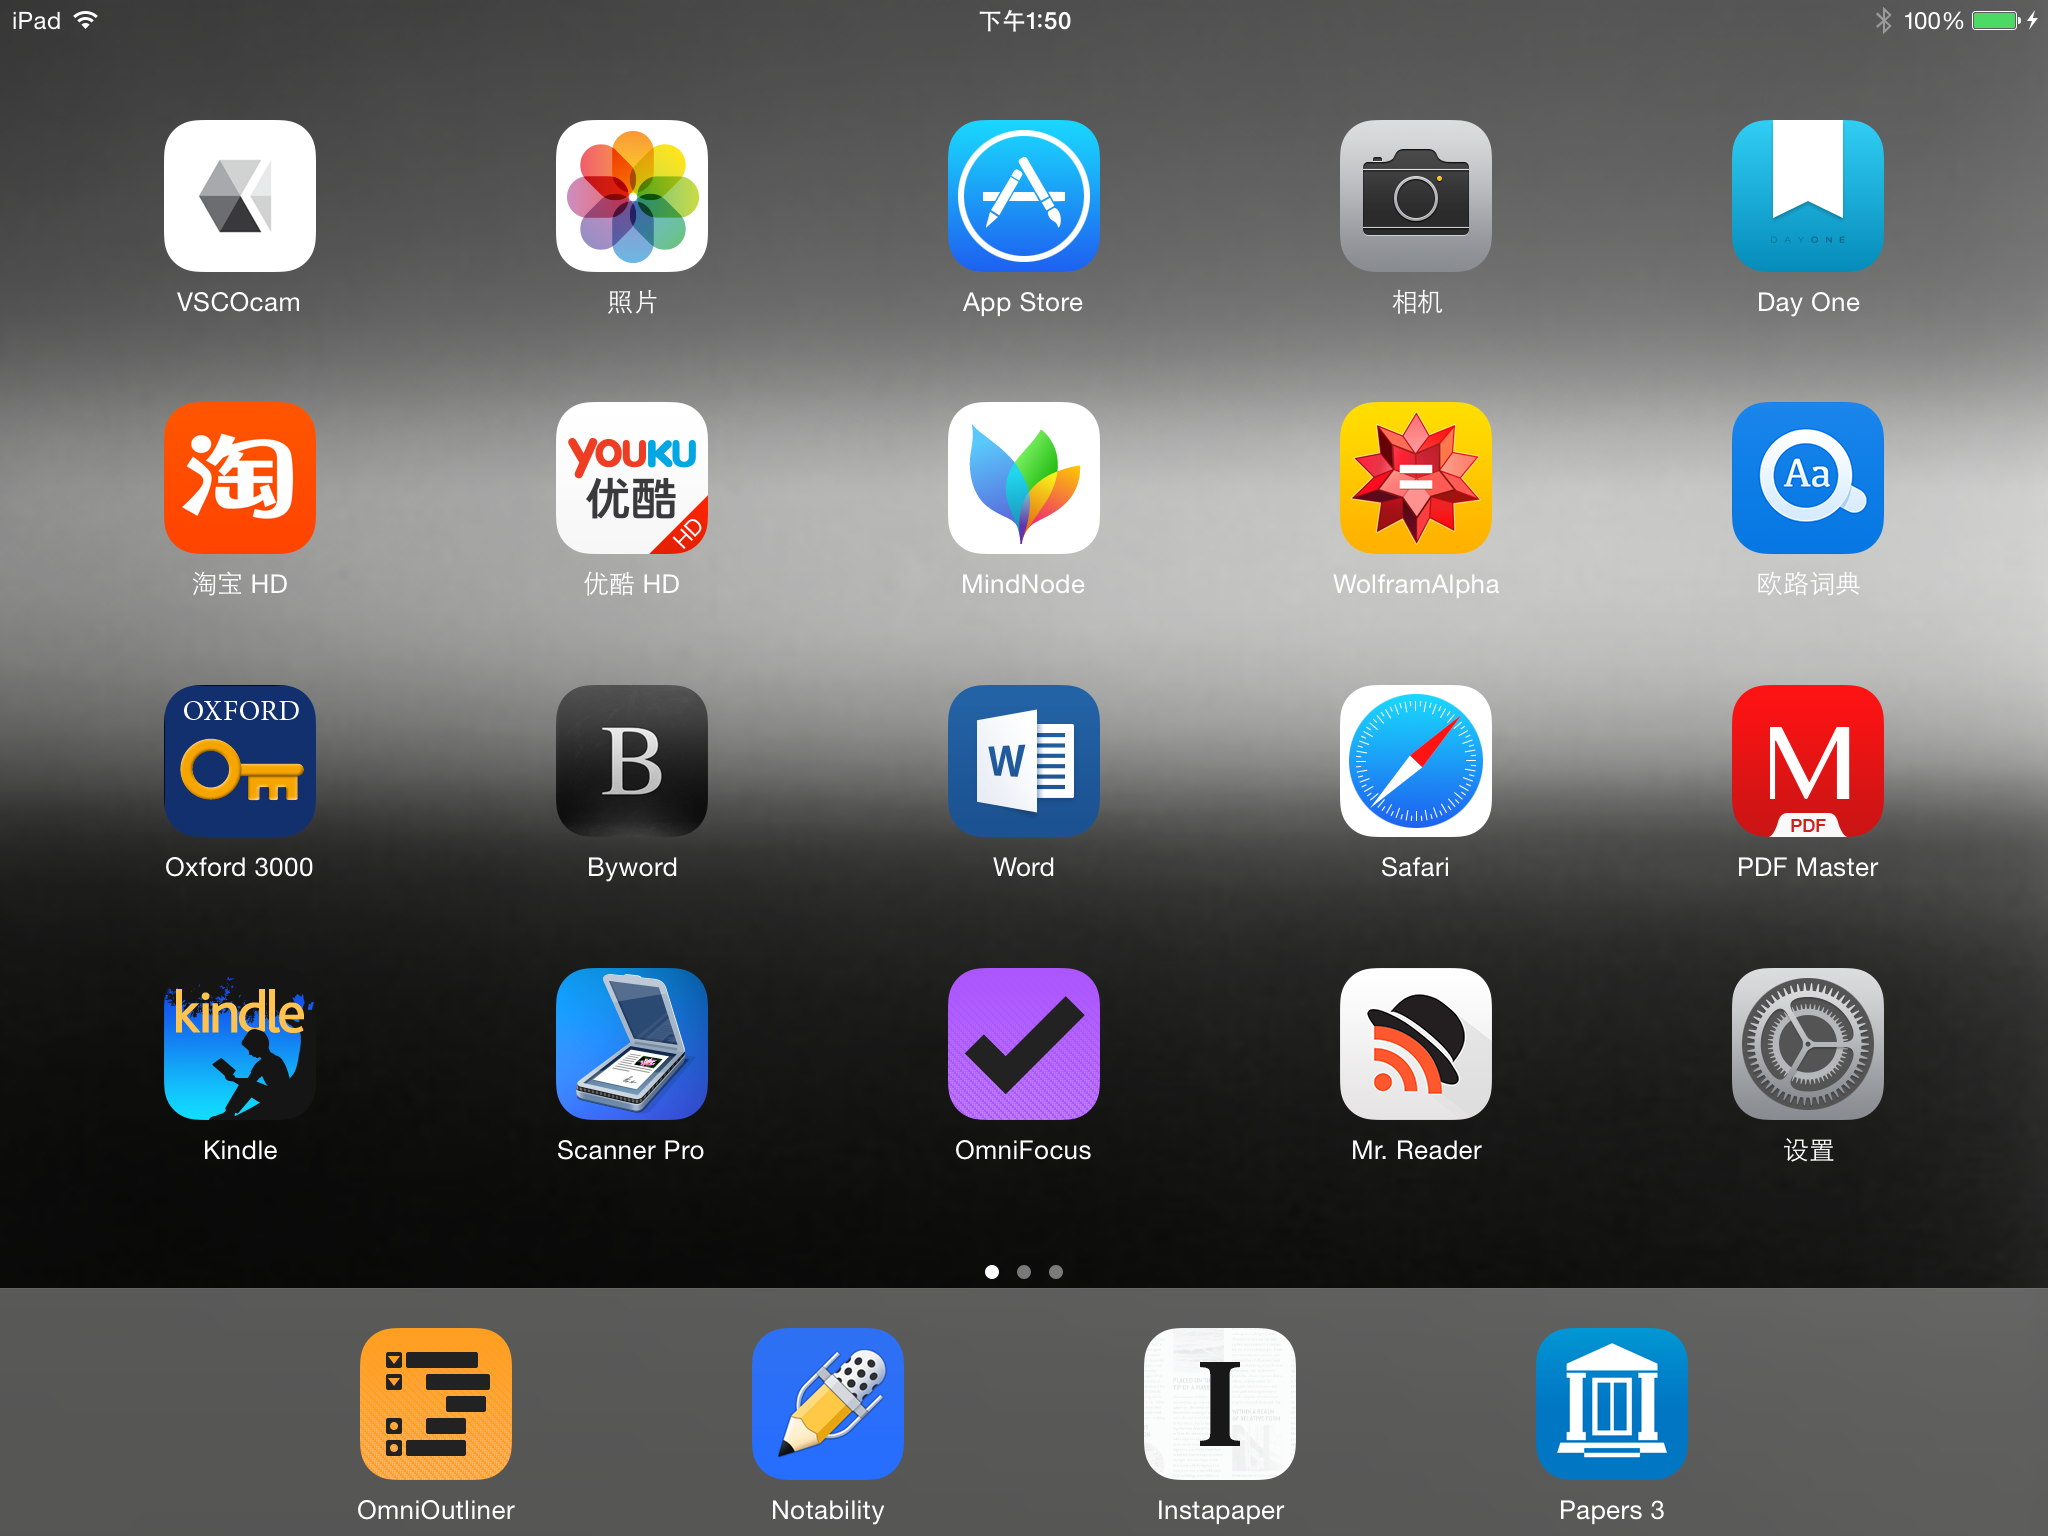 iPad
下午1:50
100%
DAYONE
VSCOcam
照片
App Store
相机
Day One
淘
YOUKU
优酷
HD
Aa
淘宝 HD
优酷 HD
MindNode
WolframAlpha
欧路词典
OXFORD
B
W
M
PDF
Oxford 3000
Byword
Word
Safari
PDF Master
kindle
Kindle
Scanner Pro
OmniFocus
Mr. Reader
设置
I
OmniOutliner
Notability
Instapaper
Papers 3